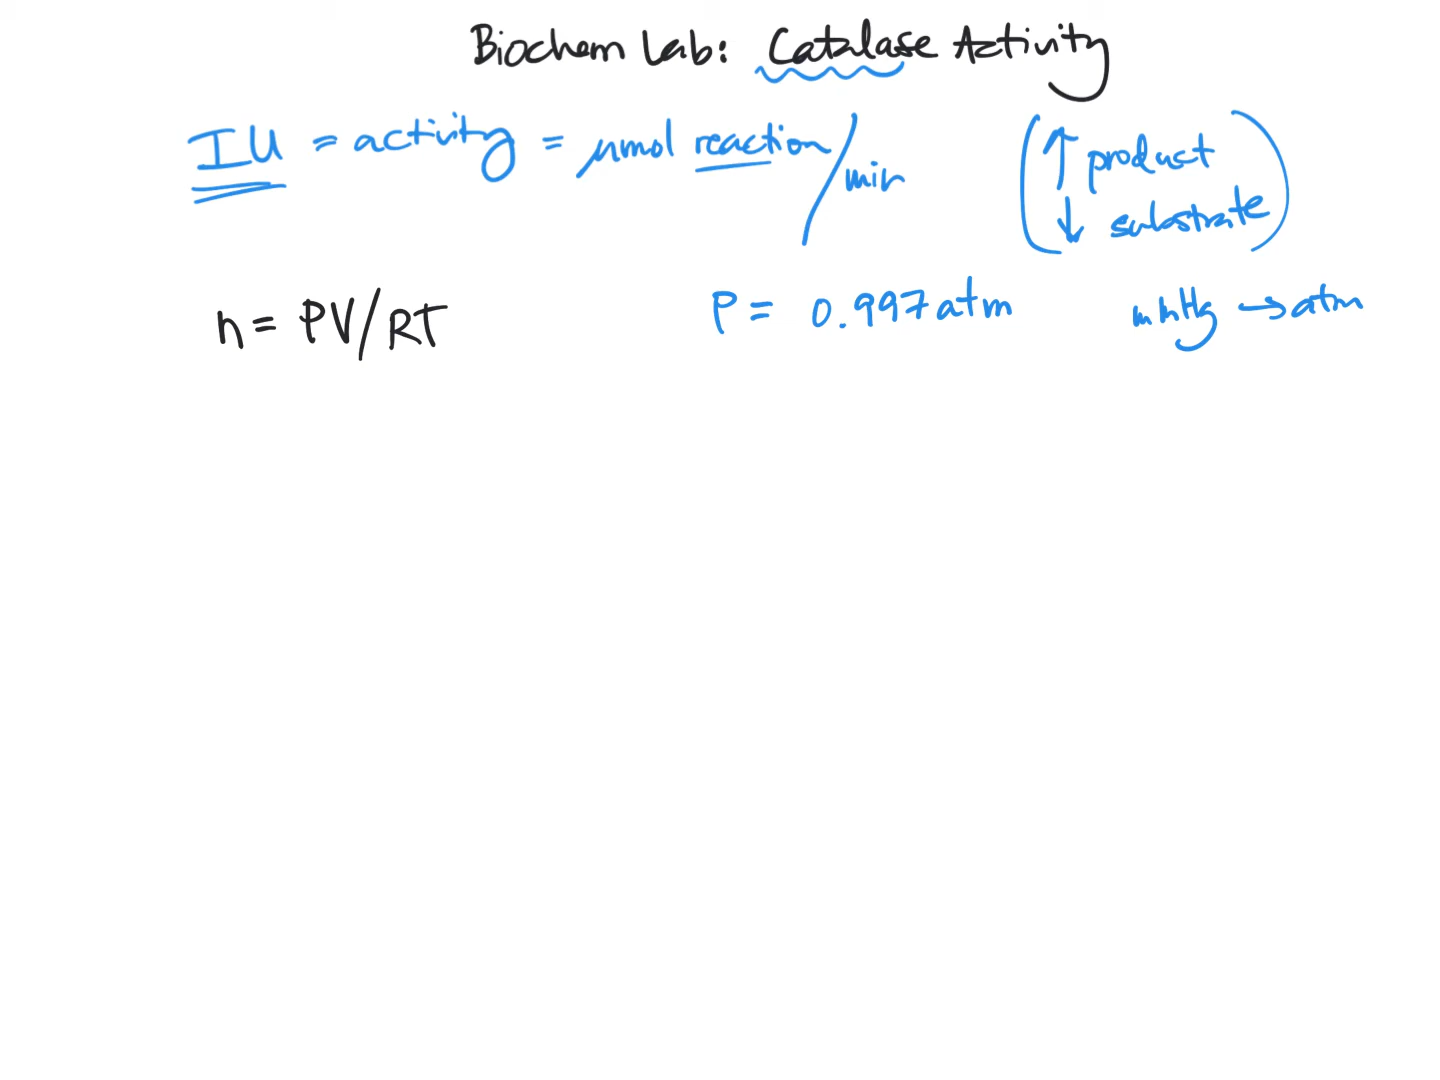 Biochem Lab: Catalase Activity
IU = activity = μmol reaction/min (↑ product ↓ substrate)
n = PV/RT P = 0.997 atm mmHg → atm